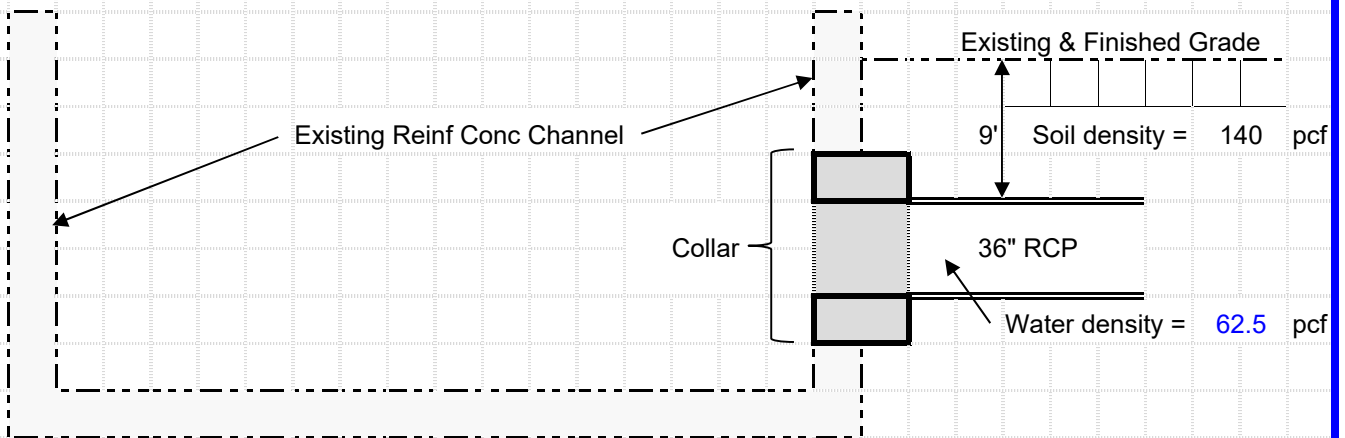 Existing & Finished Grade
Existing Reinf Conc Channel
9' Soil density = 140 pcf
Collar
36" RCP
Water density = 62.5 pcf